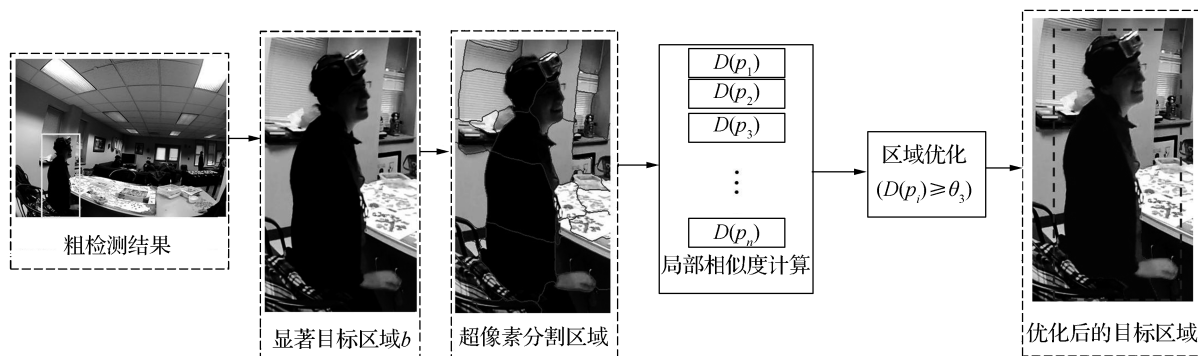 粗检测结果
显著目标区域b
超像素分割区域
D(p₁)
D(p₂)
D(p₃)
⋮
D(pₙ)
局部相似度计算
区域优化
(D(pᵢ)≥θ₃)
优化后的目标区域